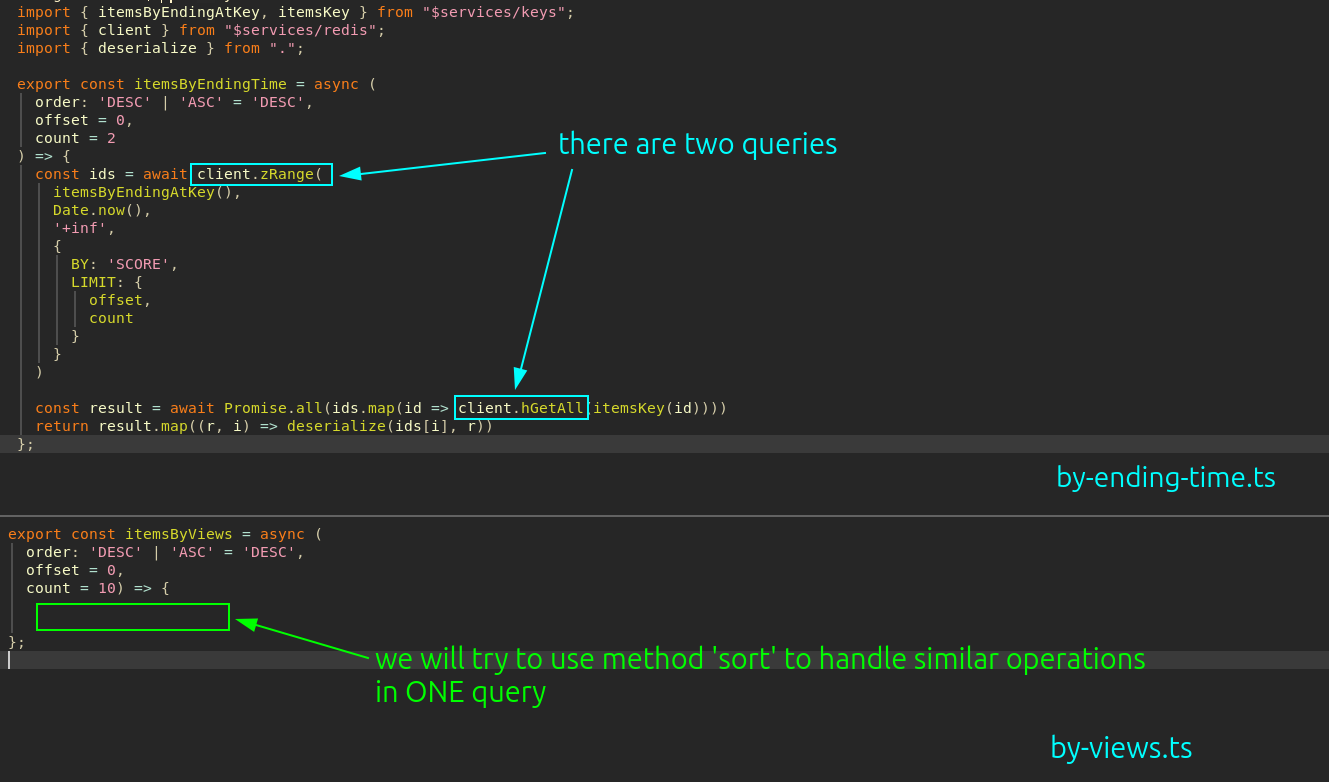 import { itemsByEndingAtKey, itemsKey } from "$services/keys";
import { client } from "$services/redis";
import { deserialize } from ".";
export const itemsByEndingTime = async (
order: 'DESC' | 'ASC' = 'DESC',
offset = 0,
count = 2
) => {
const ids = await client.zRange(
itemsByEndingAtKey(),
Date.now(),
'+inf',
{
BY: 'SCORE',
LIMIT: {
offset,
count
}
}
)
const result = await Promise.all(ids.map(id => client.hGetAll(itemsKey(id))))
return result.map((r, i) => deserialize(ids[i], r))
};
there are two queries
by-ending-time.ts
export const itemsByViews = async (
order: 'DESC' | 'ASC' = 'DESC',
offset = 0,
count = 10) => {
};
we will try to use method 'sort' to handle similar operations
in ONE query
by-views.ts